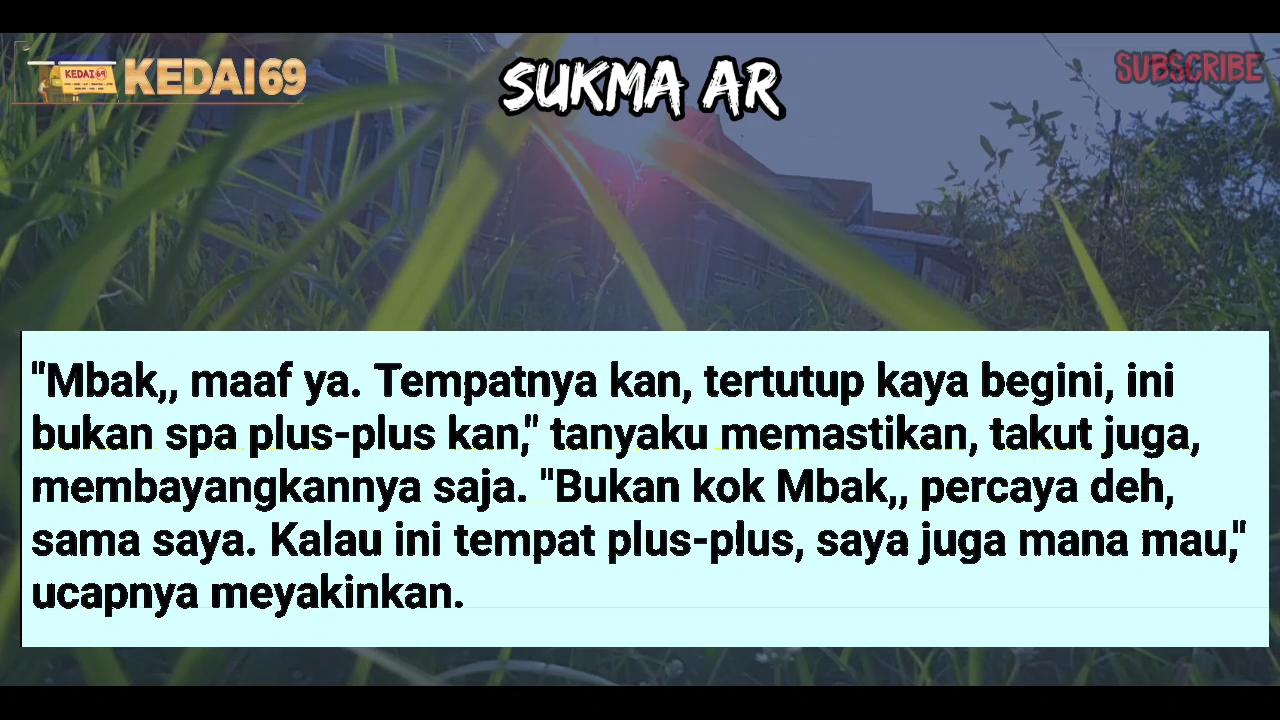 KEDAI 69
KEDAI69
SUKMA AR
SUBSCRIBE
"Mbak,, maaf ya. Tempatnya kan, tertutup kaya begini, ini
bukan spa plus-plus kan," tanyaku memastikan, takut juga,
membayangkannya saja. "Bukan kok Mbak,, percaya deh,
sama saya. Kalau ini tempat plus-plus, saya juga mana mau,"
ucapnya meyakinkan.